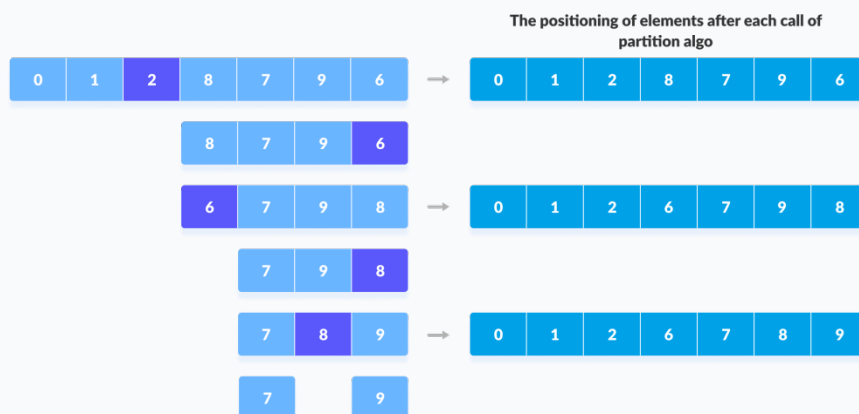 The positioning of elements after each call of
partition algo
0 1 2 8 7 9 6 0 1 2 8 7 9 6
8 7 9 6
6 7 9 8 0 1 2 6 7 9 8
7 9 8
7 8 9 0 1 2 6 7 8 9
7 9